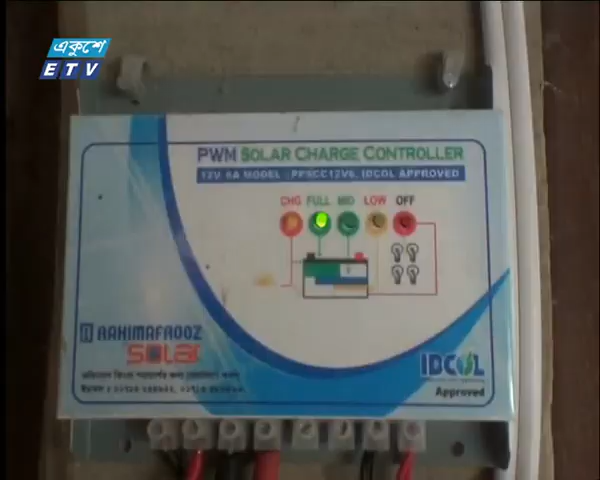 একুশে
ETV
PWM SOLAR CHARGE CONTROLLER
12V 6A MODEL : PPSCC12V6, IDCOL APPROVED
CHG FULL MID LOW OFF
RAHIMAFROOZ
SOLAR
IDCOL
Approved